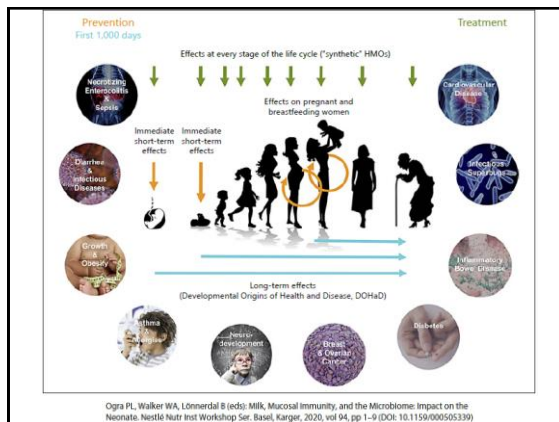 Prevention
First 1,000 days
Treatment
Effects at every stage of the life cycle ("synthetic" HMOs)
Necrotizing
Enterocolitis
&
Sepsis
Cardiovascular
Disease
Effects on pregnant and
breastfeeding women
Immediate
short-term
effects
Immediate
short-term
effects
Diarrhea
&
Infectious
Diseases
Infectious
Superbugs
Growth
&
Obesity
Inflammatory
Bowel Disease
Long-term effects
(Developmental Origins of Health and Disease, DOHaD)
Asthma
Allergies
Neuro-
development
Breast
& Ovarian
Cancer
Diabetes
Ogra PL, Walker WA, Lönnerdal B (eds): Milk, Mucosal Immunity, and the Microbiome: Impact on the
Neonate. Nestlé Nutr Inst Workshop Ser. Basel, Karger, 2020, vol 94, pp 1–9 (DOI: 10.1159/000505339)